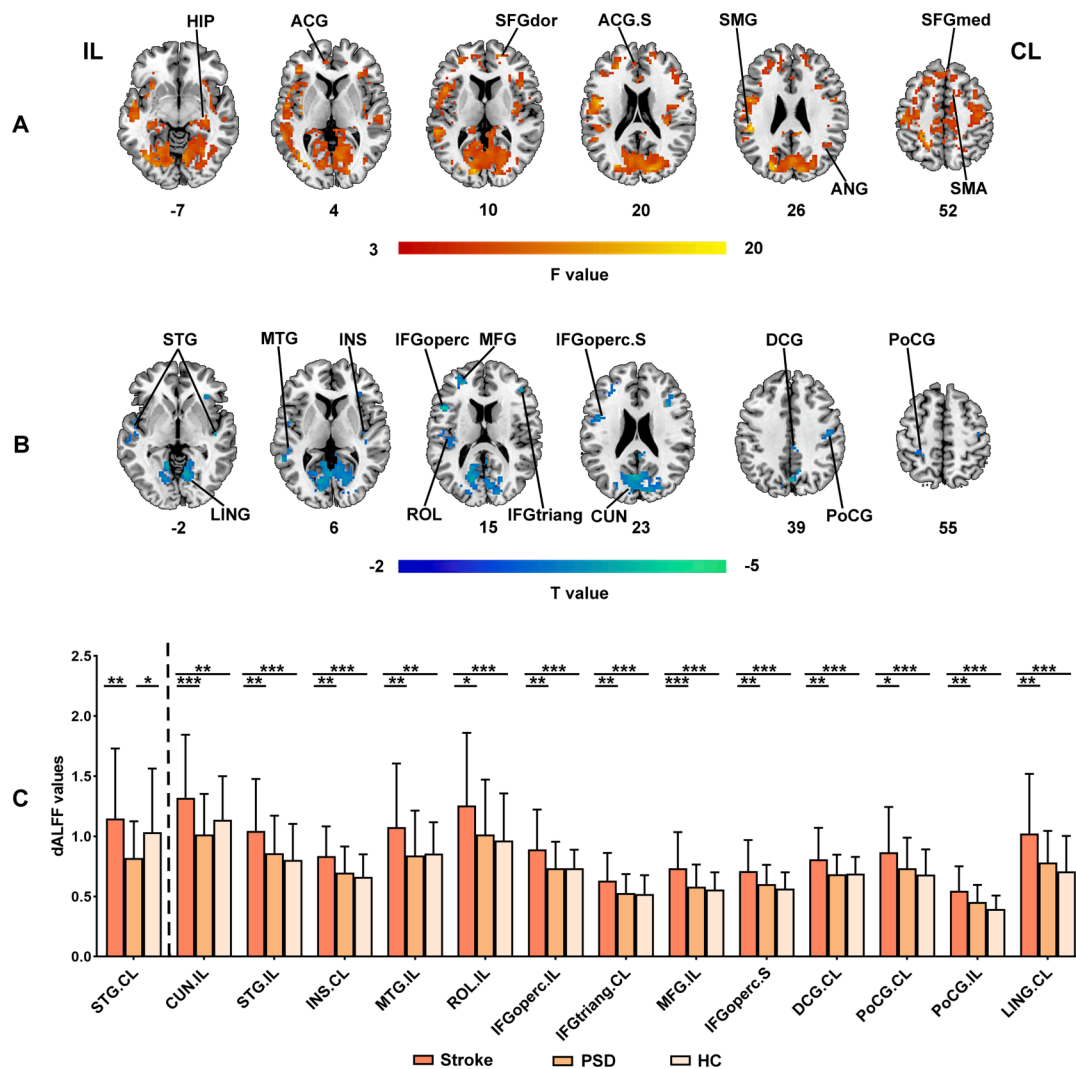 HIP ACG SFGdor ACG.S SMG SFGmed
IL CL
A
ANG SMA
-7 4 10 20 26 52
3 20
F value
STG MTG INS IFGoperc MFG IFGoperc.S DCG PoCG
B
LING ROL IFGtriang CUN PoCG
-2 6 15 23 39 55
-2 -5
T value
C
dALFF values
2.5
2.0
1.5
1.0
0.5
0.0
** * *** ** ** *** ** *** ** ** * *** ** *** ** *** *** *** ** *** ** *** * *** ** *** ** ***
STG.CL CUN.IL STG.IL INS.CL MTG.IL ROL.IL IFGoperc.IL IFGtriang.CL MFG.IL IFGoperc.S DCG.CL PoCG.CL PoCG.IL LING.CL
Stroke PSD HC